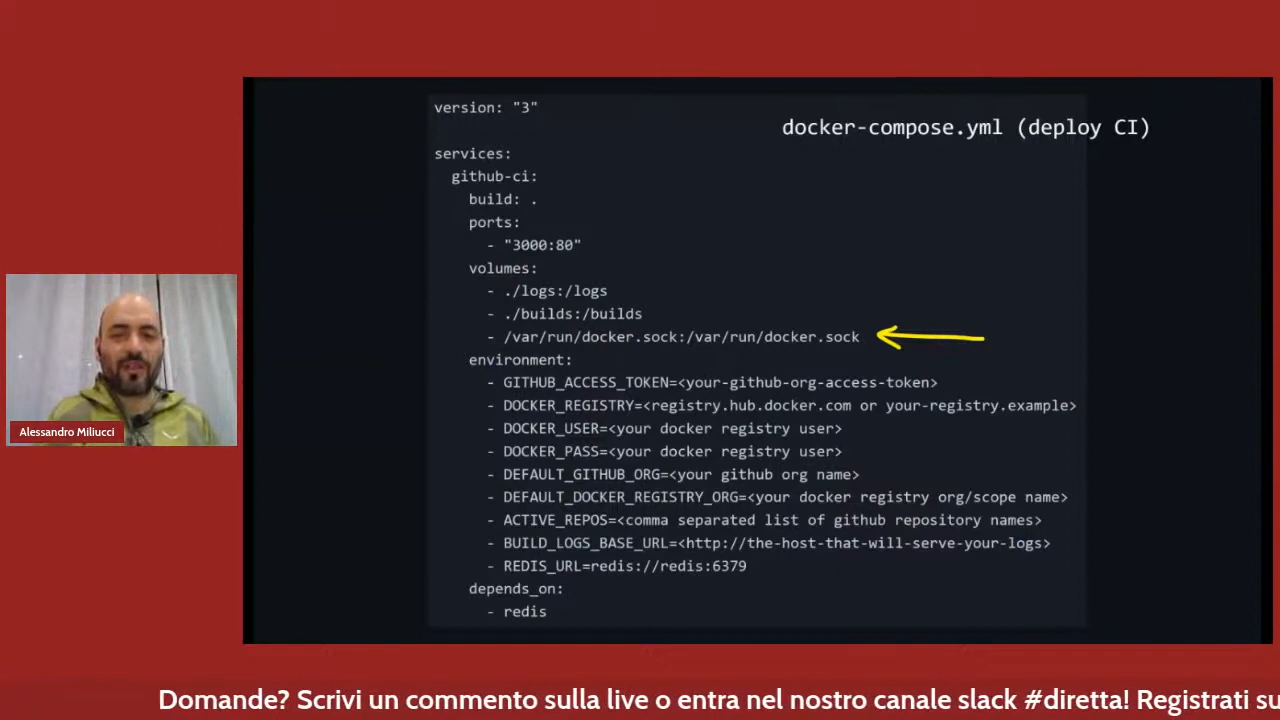 version: "3"
docker-compose.yml (deploy CI)
services:
github-ci:
build: .
ports:
- "3000:80"
volumes:
- ./logs:/logs
- ./builds:/builds
- /var/run/docker.sock:/var/run/docker.sock
environment:
- GITHUB_ACCESS_TOKEN=<your-github-org-access-token>
- DOCKER_REGISTRY=<registry.hub.docker.com or your-registry.example>
- DOCKER_USER=<your docker registry user>
- DOCKER_PASS=<your docker registry user>
- DEFAULT_GITHUB_ORG=<your github org name>
- DEFAULT_DOCKER_REGISTRY_ORG=<your docker registry org/scope name>
- ACTIVE_REPOS=<comma separated list of github repository names>
- BUILD_LOGS_BASE_URL=<http://the-host-that-will-serve-your-logs>
- REDIS_URL=redis://redis:6379
depends_on:
- redis
Alessandro Miliucci
Domande? Scrivi un commento sulla live o entra nel nostro canale slack #diretta! Registrati su